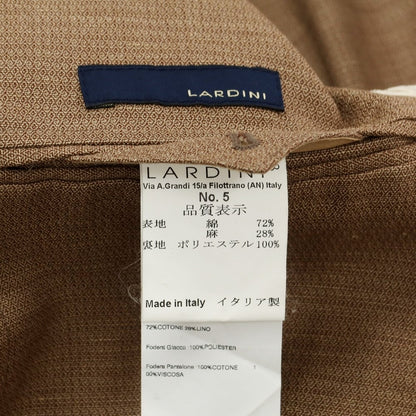 LARDINI
LARDINI
Via A.Grandi 15/a Filottrano (AN) Italy
No. 5
品質表示
表地 綿 72%
麻 28%
裏地 ポリエステル 100%
Made in Italy イタリア製
72%COTONE 28%LINO
Fodera Giacca: 100%POLIESTER
Fodera Pantalone: 100%COTONE 1
00%VISCOSA